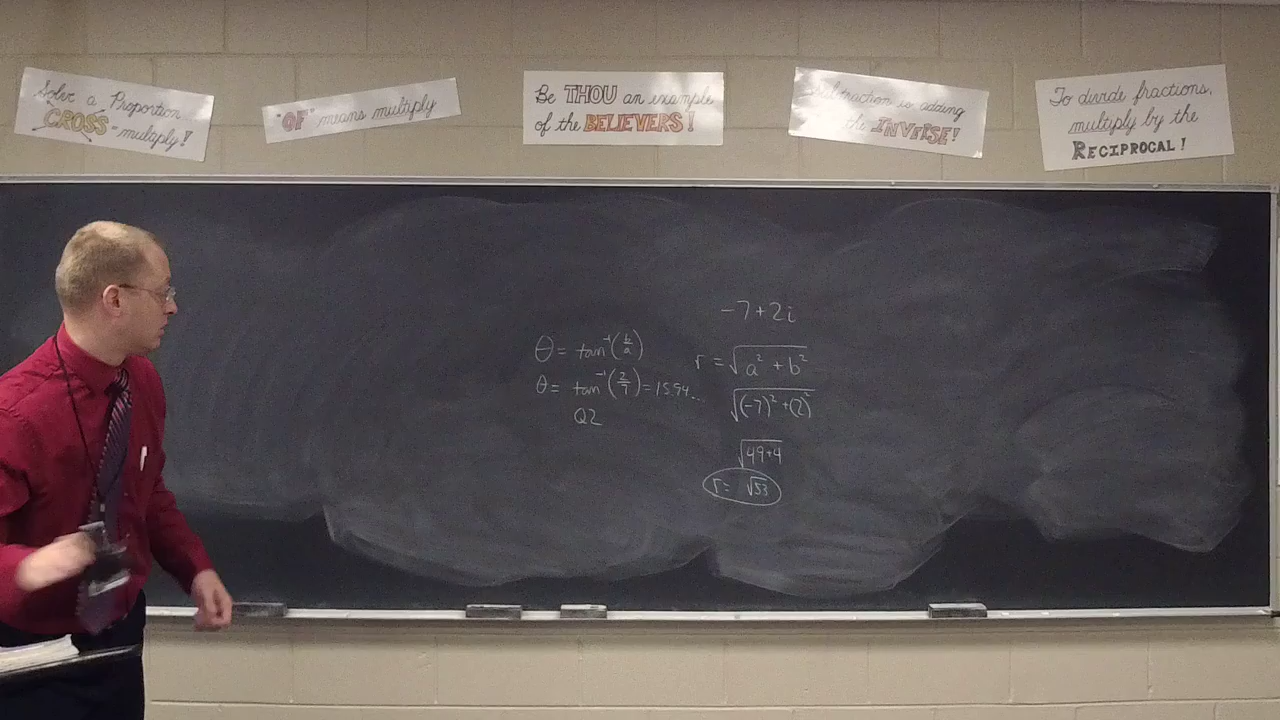 Solve a Proportion
"CROSS" multiply!
"OF" means multiply
Be THOU an example
of the BELIEVERS!
Subtraction is adding
the INVERSE!
To divide fractions,
multiply by the
RECIPROCAL!
-7+2i
θ = tan⁻¹(b/a)
r = √(a² + b²)
θ = tan⁻¹(2/7) = 15.94...
√((-7)² + (2)²)
Q2
√(49+4)
r = √53